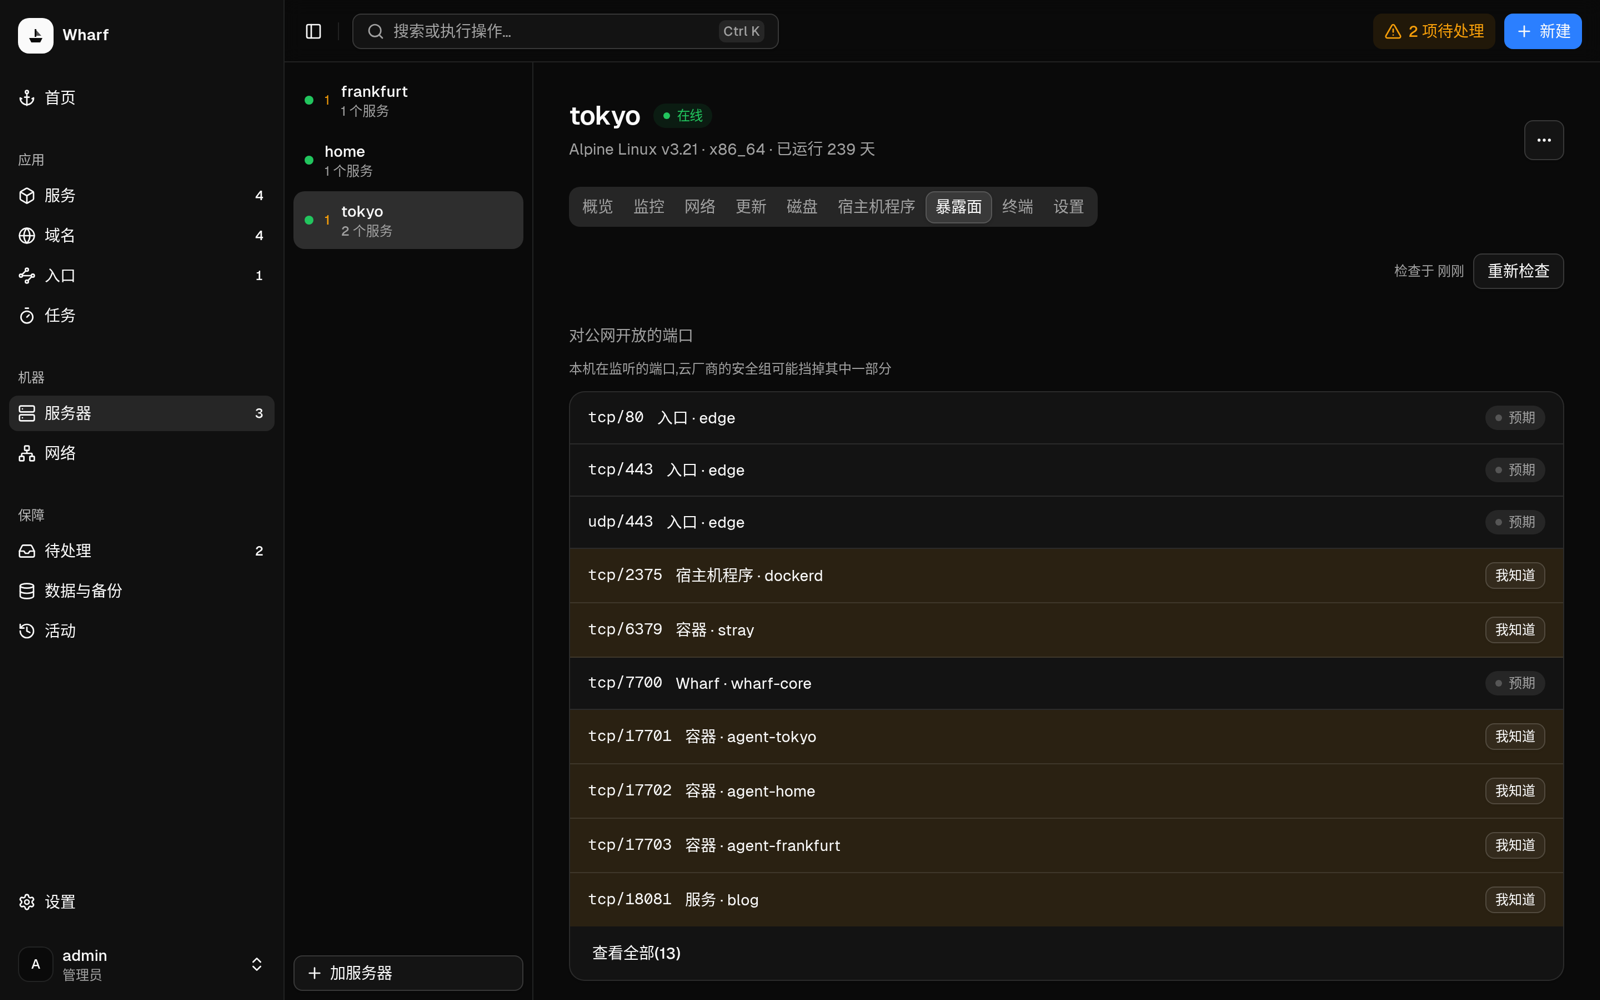 Wharf
搜索或执行操作...
Ctrl K
2 项待处理
新建
首页
应用
服务 4
域名 4
入口 1
任务
机器
服务器 3
网络
保障
待处理 2
数据与备份
活动
设置
A
admin
管理员
1 frankfurt
1 个服务
home
1 个服务
1 tokyo
2 个服务
加服务器
tokyo 在线
Alpine Linux v3.21 · x86_64 · 已运行 239 天
概览 监控 网络 更新 磁盘 宿主机程序 暴露面 终端 设置
检查于 刚刚 重新检查
对公网开放的端口
本机在监听的端口,云厂商的安全组可能挡掉其中一部分
tcp/80 入口 · edge 预期
tcp/443 入口 · edge 预期
udp/443 入口 · edge 预期
tcp/2375 宿主机程序 · dockerd 我知道
tcp/6379 容器 · stray 我知道
tcp/7700 Wharf · wharf-core 预期
tcp/17701 容器 · agent-tokyo 我知道
tcp/17702 容器 · agent-home 我知道
tcp/17703 容器 · agent-frankfurt 我知道
tcp/18081 服务 · blog 我知道
查看全部(13)